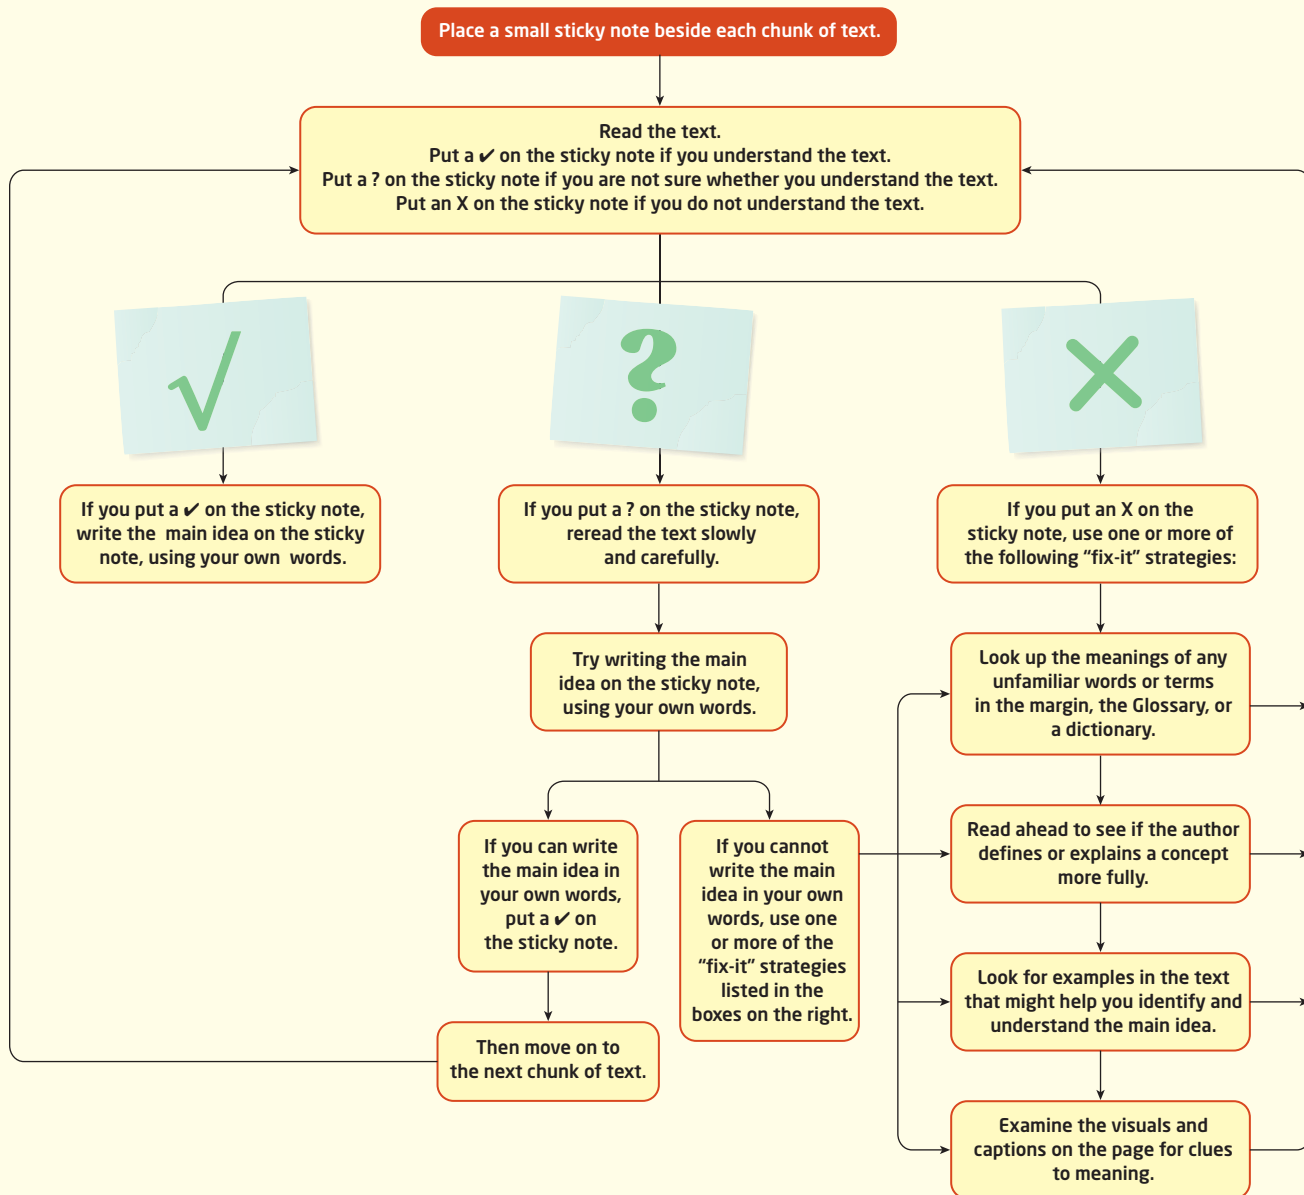 Place a small sticky note beside each chunk of text.
Read the text.
Put a ✔ on the sticky note if you understand the text.
Put a ? on the sticky note if you are not sure whether you understand the text.
Put an X on the sticky note if you do not understand the text.
√
?
×
If you put a ✔ on the sticky note,
write the main idea on the sticky
note, using your own words.
If you put a ? on the sticky note,
reread the text slowly
and carefully.
If you put an X on the
sticky note, use one or more of
the following “fix-it” strategies:
Try writing the main
idea on the sticky note,
using your own words.
Look up the meanings of any
unfamiliar words or terms
in the margin, the Glossary, or
a dictionary.
If you can write
the main idea in
your own words,
put a ✔ on
the sticky note.
If you cannot
write the main
idea in your own
words, use one
or more of the
“fix-it” strategies
listed in the
boxes on the right.
Read ahead to see if the author
defines or explains a concept
more fully.
Look for examples in the text
that might help you identify and
understand the main idea.
Then move on to
the next chunk of text.
Examine the visuals and
captions on the page for clues
to meaning.